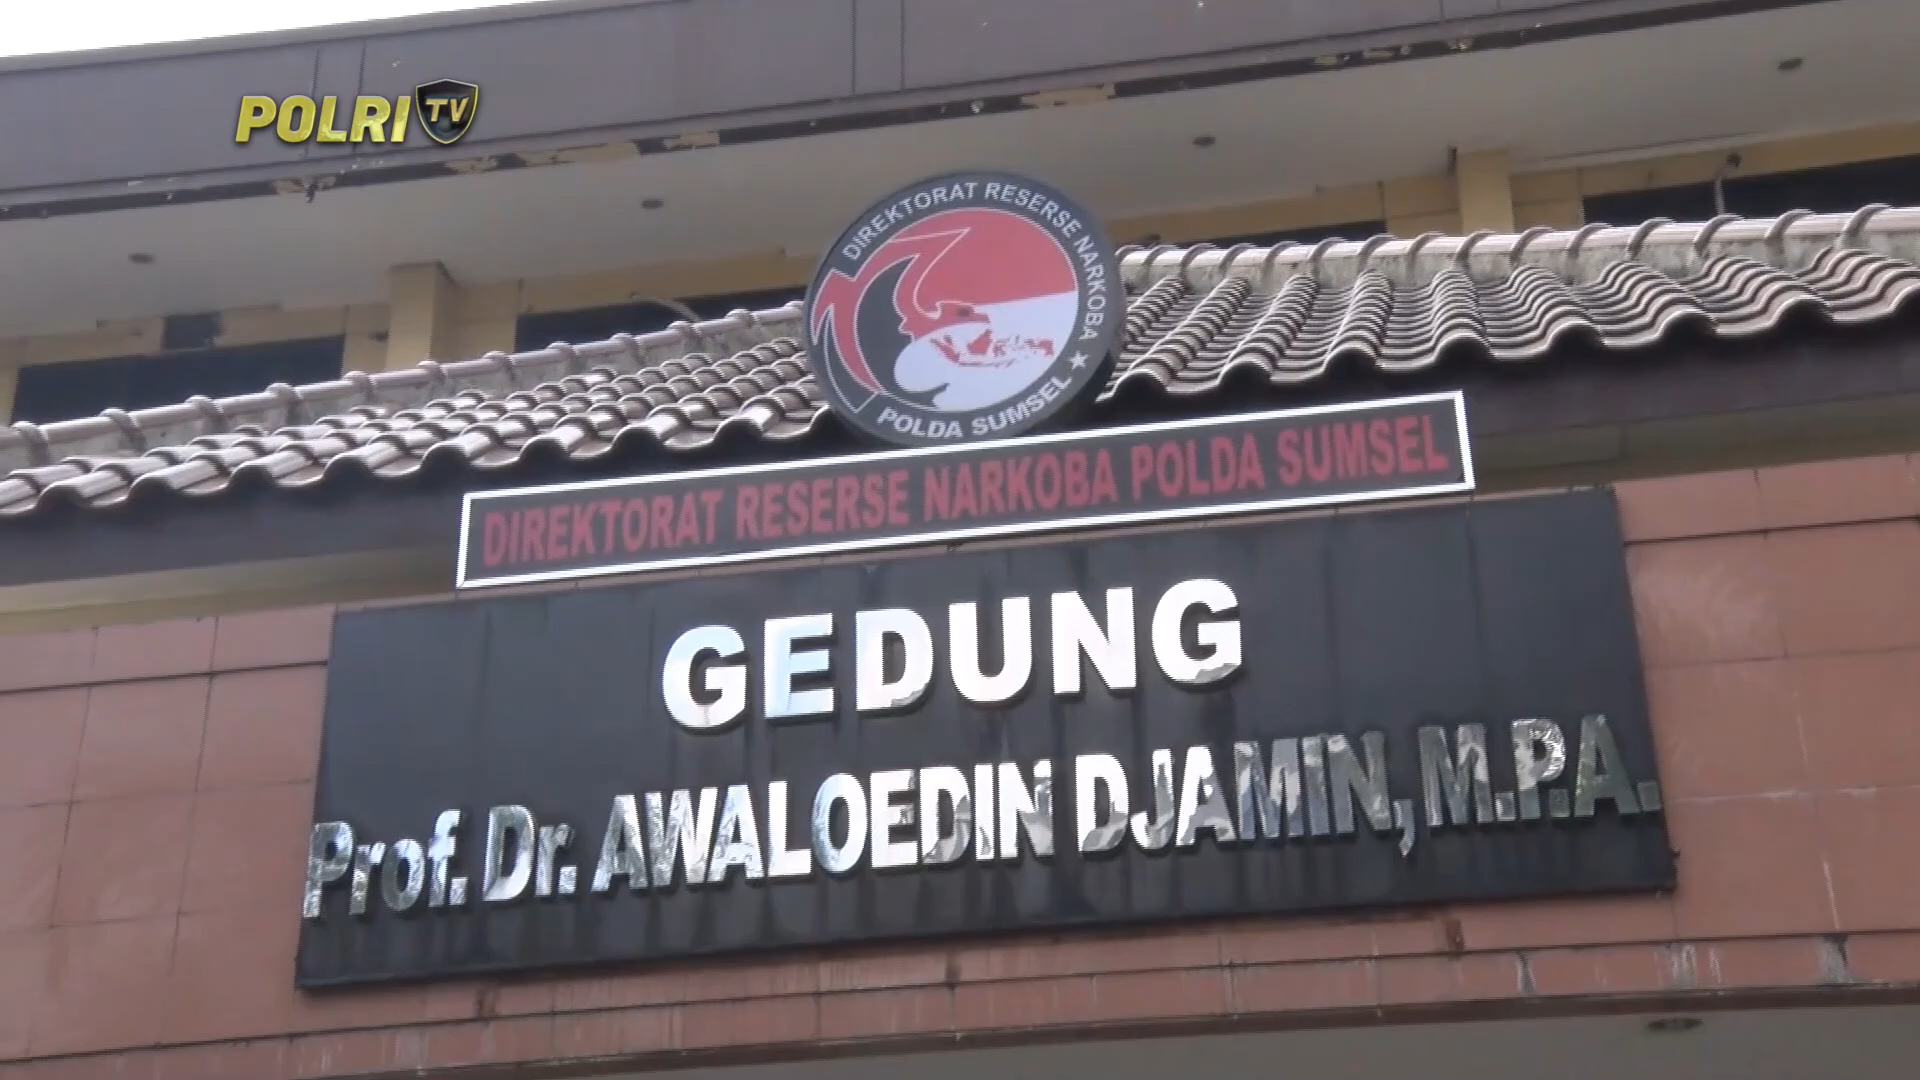 POLRI TV
DIREKTORAT RESERSE NARKOBA
POLDA SUMSEL
DIREKTORAT RESERSE NARKOBA POLDA SUMSEL
GEDUNG
Prof. Dr. AWALOEDIN DJAMIN, M.P.A.